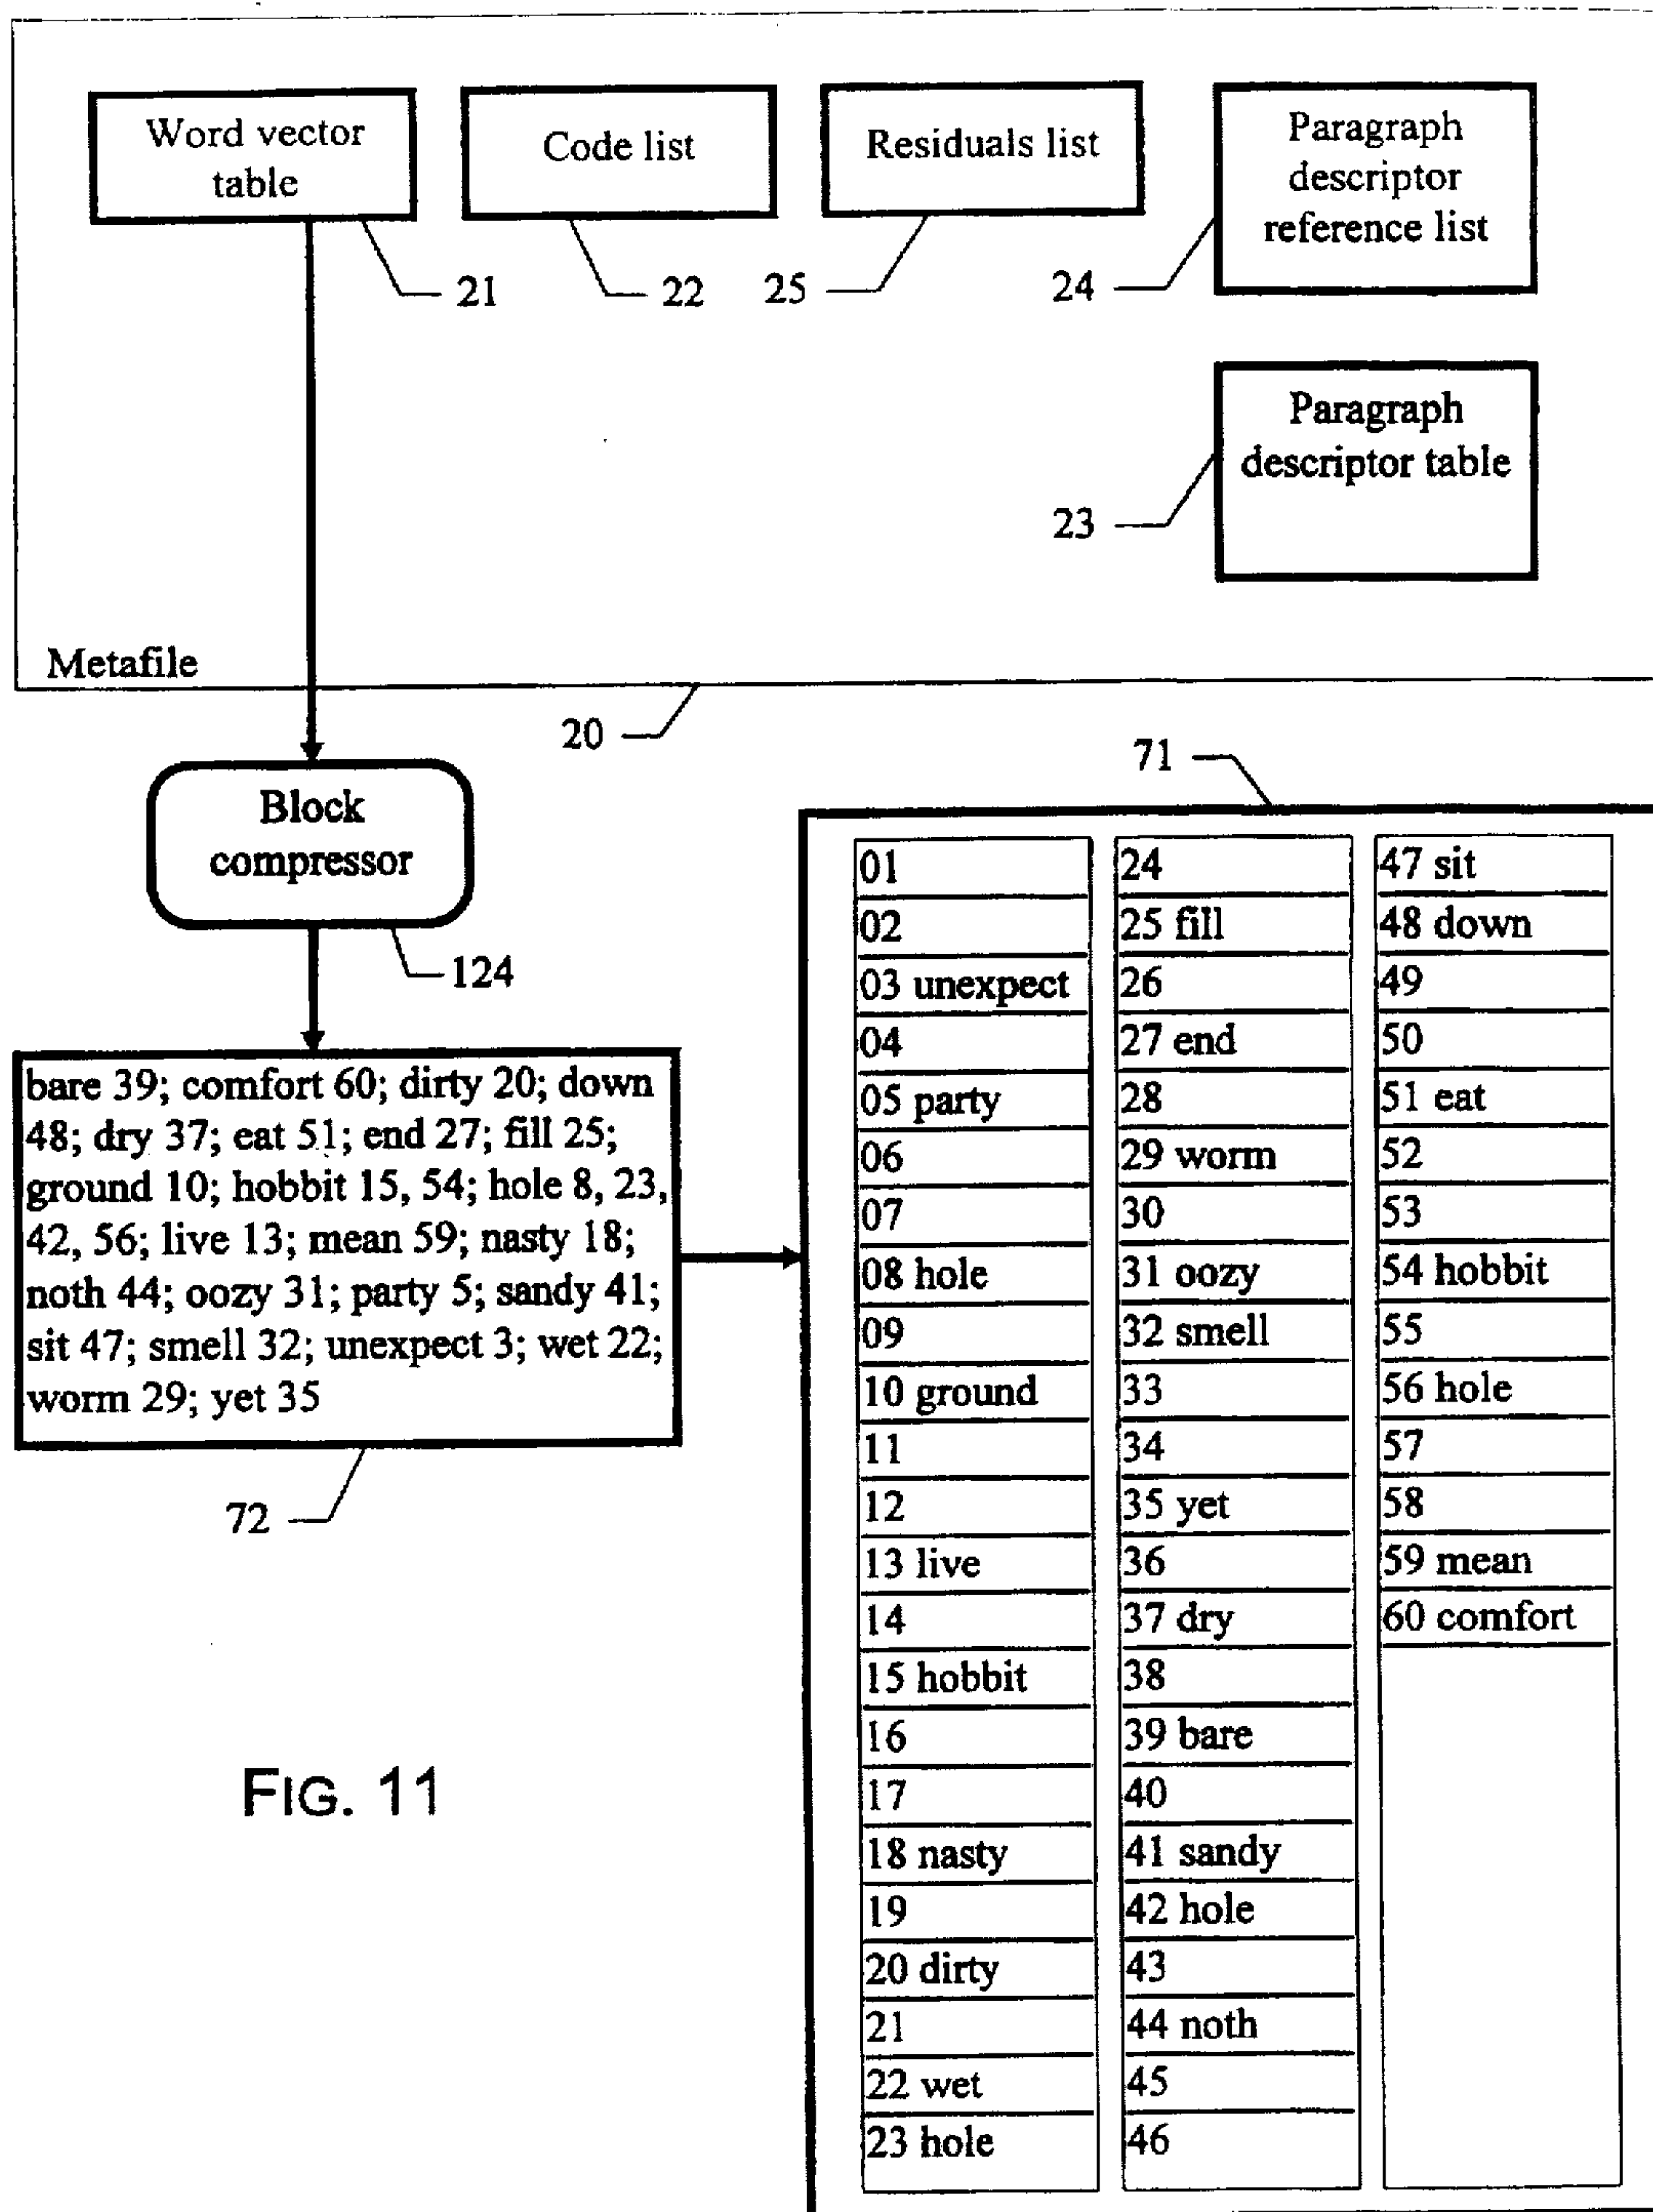 Word vector
table
Code list
Residuals list
Paragraph
descriptor
reference list
21
22
25
24
Paragraph
descriptor table
23
Metafile
20
Block
compressor
124
bare 39; comfort 60; dirty 20; down
48; dry 37; eat 51; end 27; fill 25;
ground 10; hobbit 15, 54; hole 8, 23,
42, 56; live 13; mean 59; nasty 18;
noth 44; oozy 31; party 5; sandy 41;
sit 47; smell 32; unexpect 3; wet 22;
worm 29; yet 35
72
71
01
02
03 unexpect
04
05 party
06
07
08 hole
09
10 ground
11
12
13 live
14
15 hobbit
16
17
18 nasty
19
20 dirty
21
22 wet
23 hole
24
25 fill
26
27 end
28
29 worm
30
31 oozy
32 smell
33
34
35 yet
36
37 dry
38
39 bare
40
41 sandy
42 hole
43
44 noth
45
46
47 sit
48 down
49
50
51 eat
52
53
54 hobbit
55
56 hole
57
58
59 mean
60 comfort
FIG. 11